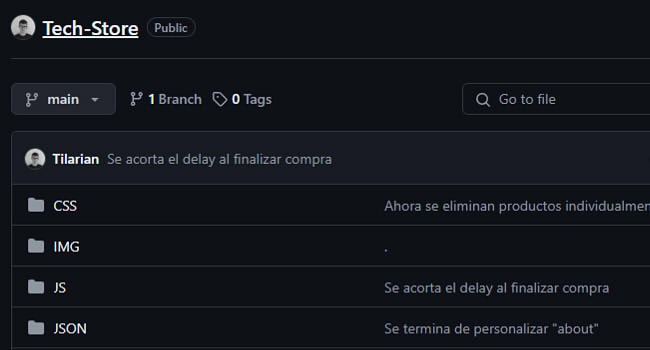 Tech-Store Public
main 1 Branch 0 Tags Go to file
Tilarian Se acorta el delay al finalizar compra
CSS Ahora se eliminan productos individualmen
IMG .
JS Se acorta el delay al finalizar compra
JSON Se termina de personalizar "about"